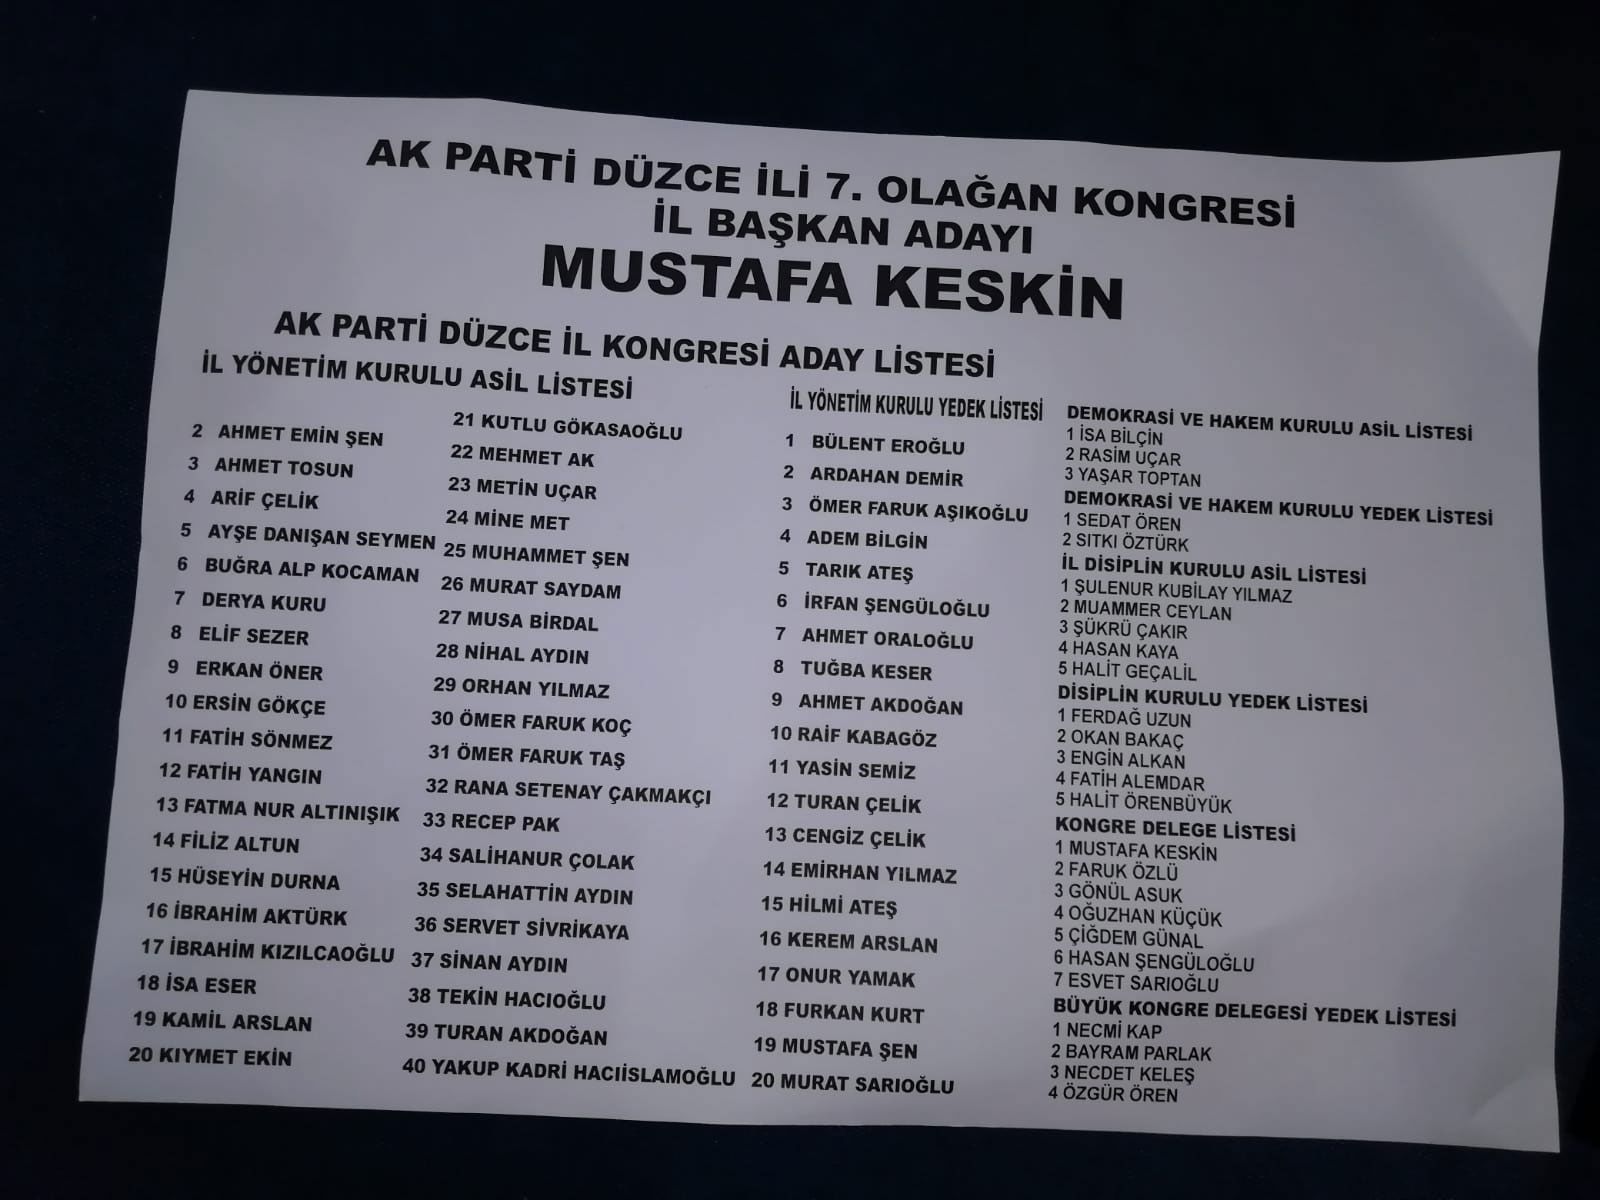 AK PARTİ DÜZCE İLİ 7. OLAĞAN KONGRESİ
İL BAŞKAN ADAYI
MUSTAFA KESKİN
AK PARTİ DÜZCE İL KONGRESİ ADAY LİSTESİ
İL YÖNETİM KURULU ASİL LİSTESİ
2 AHMET EMİN ŞEN
3 AHMET TOSUN
4 ARİF ÇELİK
5 AYŞE DANIŞAN SEYMEN
6 BUĞRA ALP KOCAMAN
7 DERYA KURU
8 ELİF SEZER
9 ERKAN ÖNER
10 ERSİN GÖKÇE
11 FATİH SÖNMEZ
12 FATİH YANGIN
13 FATMA NUR ALTINIŞIK
14 FİLİZ ALTUN
15 HÜSEYİN DURNA
16 İBRAHİM AKTÜRK
17 İBRAHİM KIZILCAOĞLU
18 İSA ESER
19 KAMİL ARSLAN
20 KIYMET EKİN
21 KUTLU GÖKASAOĞLU
22 MEHMET AK
23 METİN UÇAR
24 MİNE MET
25 MUHAMMET ŞEN
26 MURAT SAYDAM
27 MUSA BİRDAL
28 NİHAL AYDIN
29 ORHAN YILMAZ
30 ÖMER FARUK KOÇ
31 ÖMER FARUK TAŞ
32 RANA SETENAY ÇAKMAKÇI
33 RECEP PAK
34 SALİHANUR ÇOLAK
35 SELAHATTİN AYDIN
36 SERVET SİVRİKAYA
37 SİNAN AYDIN
38 TEKİN HACIOĞLU
39 TURAN AKDOĞAN
40 YAKUP KADRİ HACIİSLAMOĞLU
İL YÖNETİM KURULU YEDEK LİSTESİ
1 BÜLENT EROĞLU
2 ARDAHAN DEMİR
3 ÖMER FARUK AŞIKOĞLU
4 ADEM BİLGİN
5 TARIK ATEŞ
6 İRFAN ŞENGÜLOĞLU
7 AHMET ORALOĞLU
8 TUĞBA KESER
9 AHMET AKDOĞAN
10 RAİF KABAGÖZ
11 YASİN SEMİZ
12 TURAN ÇELİK
13 CENGİZ ÇELİK
14 EMİRHAN YILMAZ
15 HİLMİ ATEŞ
16 KEREM ARSLAN
17 ONUR YAMAK
18 FURKAN KURT
19 MUSTAFA ŞEN
20 MURAT SARIOĞLU
DEMOKRASİ VE HAKEM KURULU ASİL LİSTESİ
1 İSA BİLÇİN
2 RASİM UÇAR
3 YAŞAR TOPTAN
DEMOKRASİ VE HAKEM KURULU YEDEK LİSTESİ
1 SEDAT ÖREN
2 SITKI ÖZTÜRK
İL DİSİPLİN KURULU ASİL LİSTESİ
1 ŞULENUR KUBİLAY YILMAZ
2 MUAMMER CEYLAN
3 ŞÜKRÜ ÇAKIR
4 HASAN KAYA
5 HALİT GEÇALİL
DİSİPLİN KURULU YEDEK LİSTESİ
1 FERDAĞ UZUN
2 OKAN BAKAÇ
3 ENGİN ALKAN
4 FATİH ALEMDAR
5 HALİT ÖRENBÜYÜK
KONGRE DELEGE LİSTESİ
1 MUSTAFA KESKİN
2 FARUK ÖZLÜ
3 GÖNÜL ASUK
4 OĞUZHAN KÜÇÜK
5 ÇİĞDEM GÜNAL
6 HASAN ŞENGÜLOĞLU
7 ESVET SARIOĞLU
BÜYÜK KONGRE DELEGESİ YEDEK LİSTESİ
1 NECMİ KAP
2 BAYRAM PARLAK
3 NECDET KELEŞ
4 ÖZGÜR ÖREN